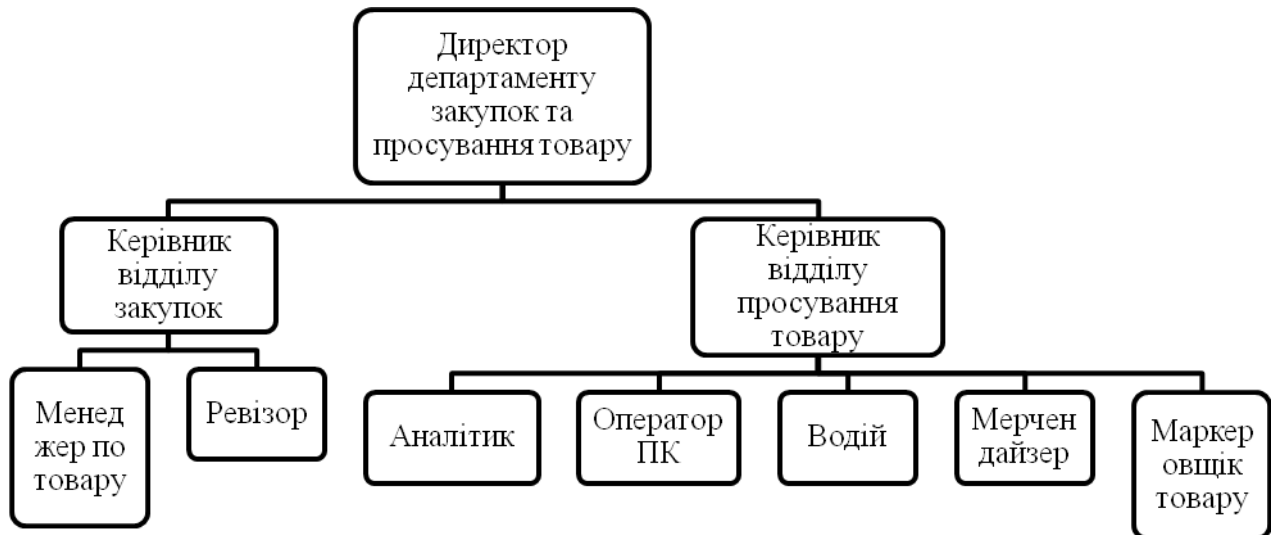 Директор
департаменту
закупок та
просування товару
Керівник
відділу
закупок
Керівник
відділу
просування
товару
Менед
жер по
товару
Ревізор
Аналітик
Оператор
ПК
Водій
Мерчен
дайзер
Маркер
овщік
товару